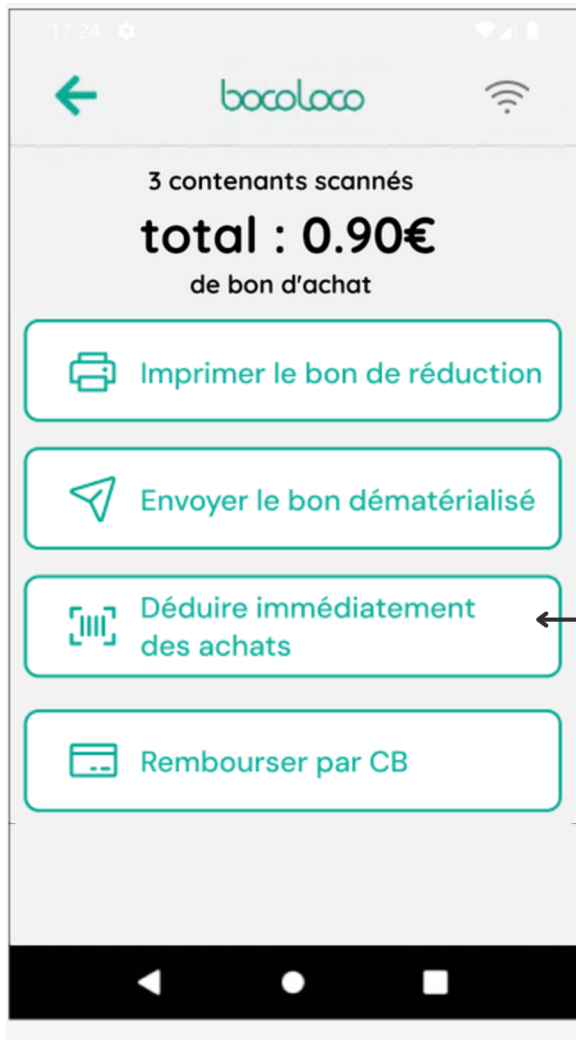 17:24
bocoloco
3 contenants scannés
total : 0.90€
de bon d'achat
Imprimer le bon de réduction
Envoyer le bon dématérialisé
Déduire immédiatement
des achats
Rembourser par CB